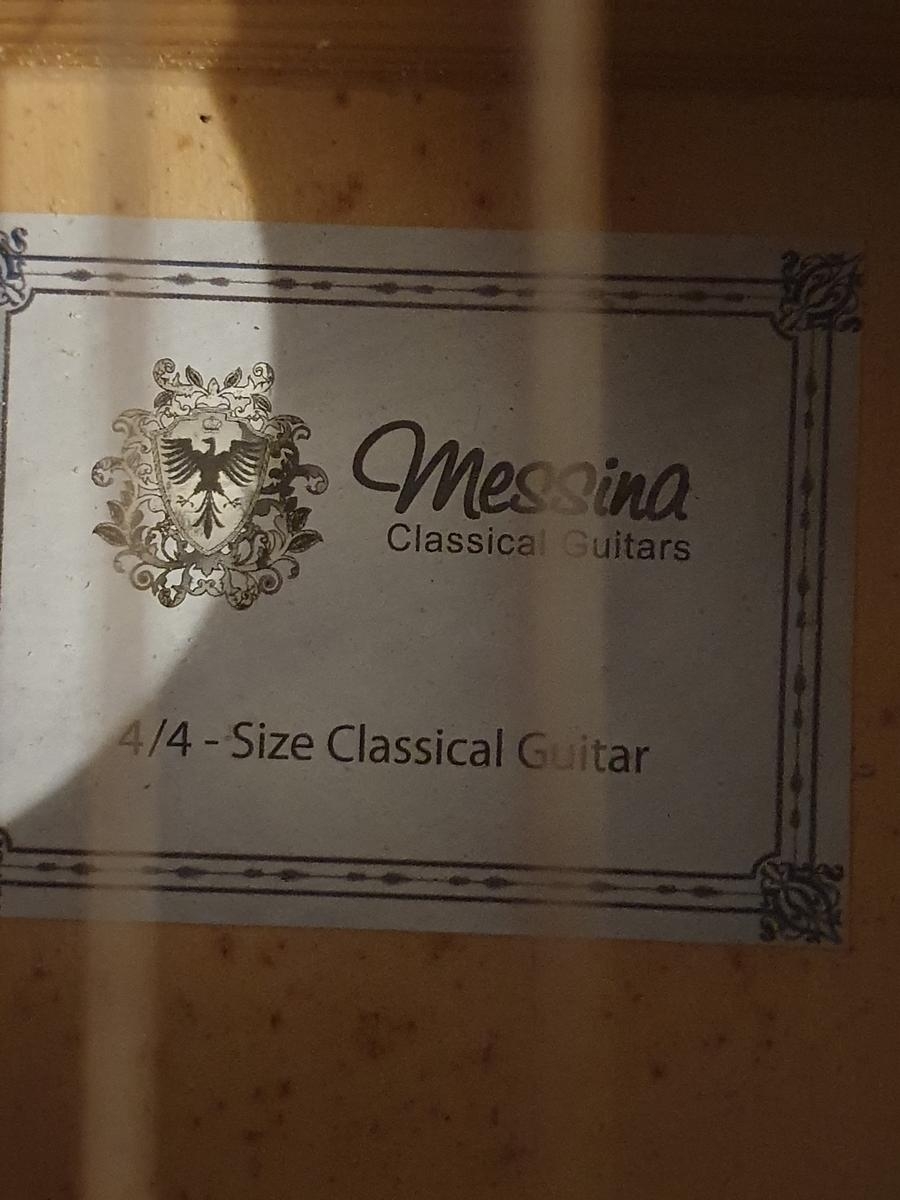 Messina
Classical Guitars
4/4 - Size Classical Guitar